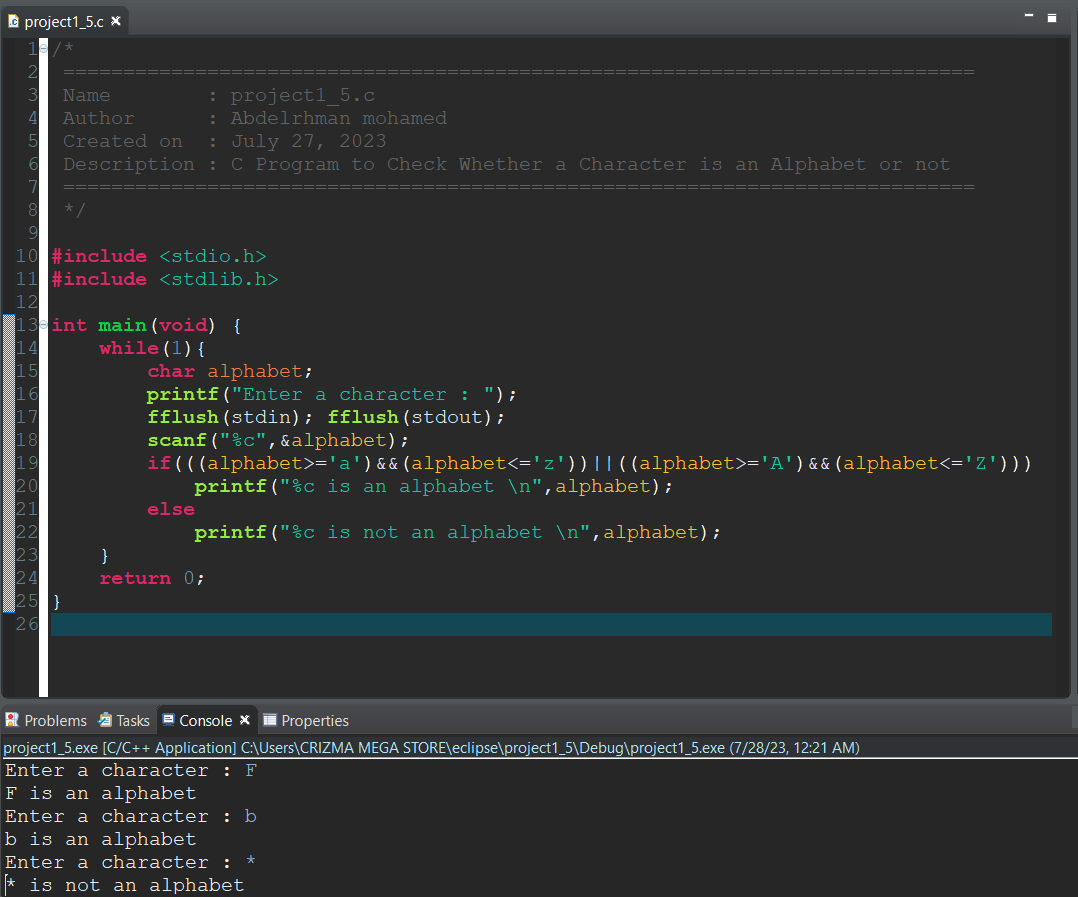 project1_5.c
1 /*
2 ============================================================================
3 Name        : project1_5.c
4 Author      : Abdelrhman mohamed
5 Created on  : July 27, 2023
6 Description : C Program to Check Whether a Character is an Alphabet or not
7 ============================================================================
8 */
9
10 #include <stdio.h>
11 #include <stdlib.h>
12
13 int main(void) {
14     while(1){
15         char alphabet;
16         printf("Enter a character : ");
17         fflush(stdin); fflush(stdout);
18         scanf("%c",&alphabet);
19         if(((alphabet>='a')&&(alphabet<='z'))||((alphabet>='A')&&(alphabet<='Z')))
20             printf("%c is an alphabet \n",alphabet);
21         else
22             printf("%c is not an alphabet \n",alphabet);
23     }
24     return 0;
25 }
26
Problems Tasks Console Properties
project1_5.exe [C/C++ Application] C:\Users\CRIZMA MEGA STORE\eclipse\project1_5\Debug\project1_5.exe (7/28/23, 12:21 AM)
Enter a character : F
F is an alphabet
Enter a character : b
b is an alphabet
Enter a character : *
* is not an alphabet